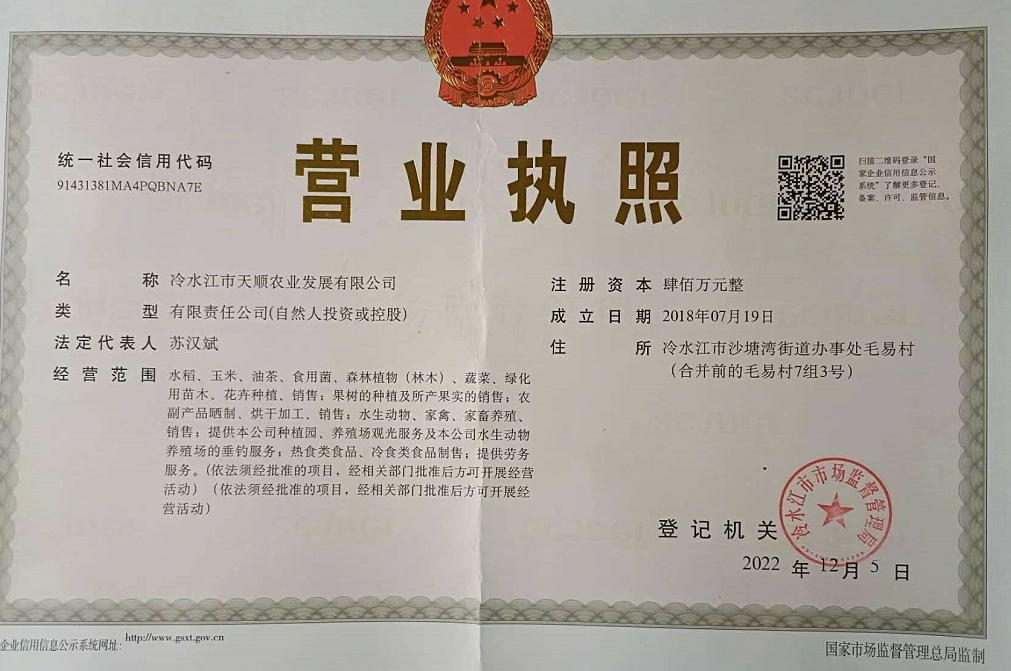 营业执照
统一社会信用代码
91431381MA4PQBNA7E
扫描二维码登录“国
家企业信用信息公示
系统”了解更多登记、
备案、许可、监管信息。
名称 冷水江市天顺农业发展有限公司
类型 有限责任公司(自然人投资或控股)
法定代表人 苏汉斌
经营范围 水稻、玉米、油茶、食用菌、森林植物（林木）、蔬菜、绿化
用苗木、花卉种植、销售；果树的种植及所产果实的销售；农
副产品晒制、烘干加工、销售；水生动物、家禽、家畜养殖、
销售；提供本公司种植园、养殖场观光服务及本公司水生动物
养殖场的垂钓服务；热食类食品、冷食类食品制售；提供劳务
服务。（依法须经批准的项目，经相关部门批准后方可开展经营
活动）（依法须经批准的项目，经相关部门批准后方可开展经
营活动）
注册资本 肆佰万元整
成立日期 2018年07月19日
住所 冷水江市沙塘湾街道办事处毛易村
（合并前的毛易村7组3号）
登记机关
冷水江市市场监督管理局
2022年12月5日
企业信用信息公示系统网址: http://www.gsxt.gov.cn
国家市场监督管理总局监制